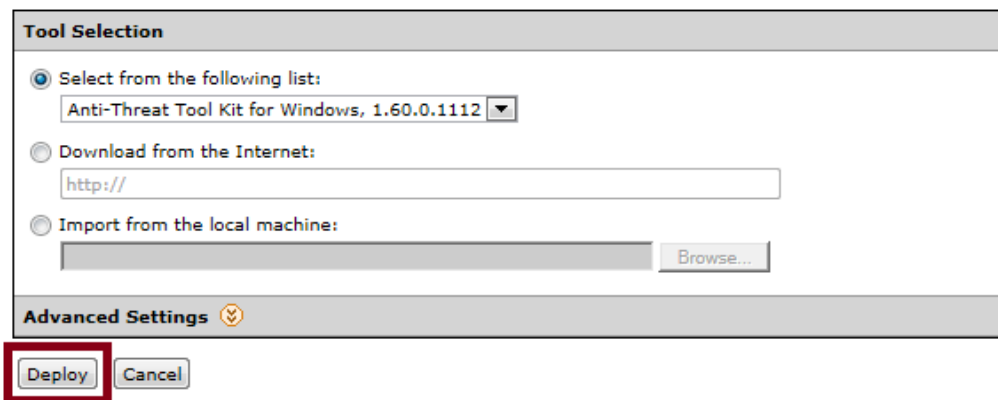 Tool Selection
Select from the following list:
Anti-Threat Tool Kit for Windows, 1.60.0.1112
Download from the Internet:
http://
Import from the local machine:
Browse...
Advanced Settings
Deploy Cancel